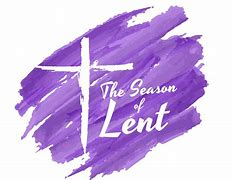 The Season
of
Lent